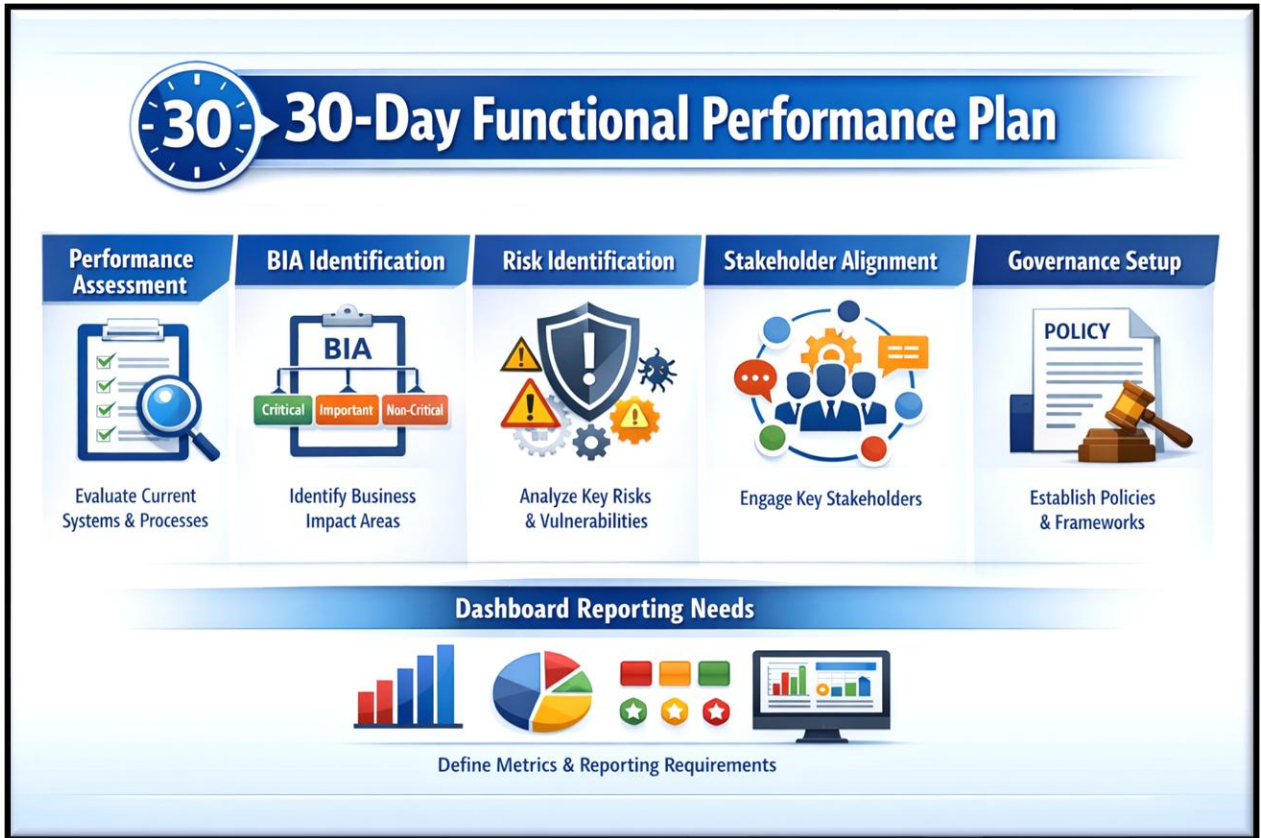 30
30-Day Functional Performance Plan
Performance
Assessment
Evaluate Current
Systems & Processes
BIA Identification
BIA
Critical Important Non-Critical
Identify Business
Impact Areas
Risk Identification
Analyze Key Risks
& Vulnerabilities
Stakeholder Alignment
Engage Key Stakeholders
Governance Setup
POLICY
Establish Policies
& Frameworks
Dashboard Reporting Needs
Define Metrics & Reporting Requirements